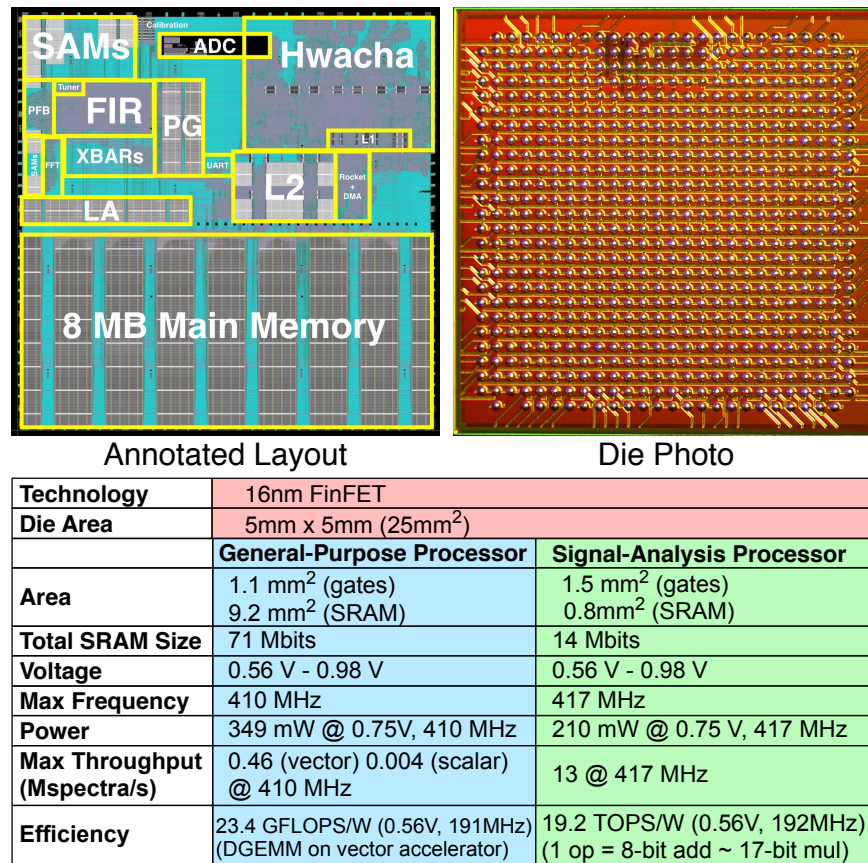 Calibration
SAMs
ADC
Hwacha
Tuner
PFB
FIR
PG
L1
SAMs
FFT
XBARs
UART
L2
Rocket
+
DMA
LA
8 MB Main Memory
Annotated Layout
Die Photo
Technology 16nm FinFET
Die Area 5mm x 5mm (25mm²)
General-Purpose Processor Signal-Analysis Processor
Area 1.1 mm² (gates) 1.5 mm² (gates)
9.2 mm² (SRAM) 0.8mm² (SRAM)
Total SRAM Size 71 Mbits 14 Mbits
Voltage 0.56 V - 0.98 V 0.56 V - 0.98 V
Max Frequency 410 MHz 417 MHz
Power 349 mW @ 0.75V, 410 MHz 210 mW @ 0.75 V, 417 MHz
Max Throughput 0.46 (vector) 0.004 (scalar) 13 @ 417 MHz
(Mspectra/s) @ 410 MHz
Efficiency 23.4 GFLOPS/W (0.56V, 191MHz) 19.2 TOPS/W (0.56V, 192MHz)
(DGEMM on vector accelerator) (1 op = 8-bit add ~ 17-bit mul)